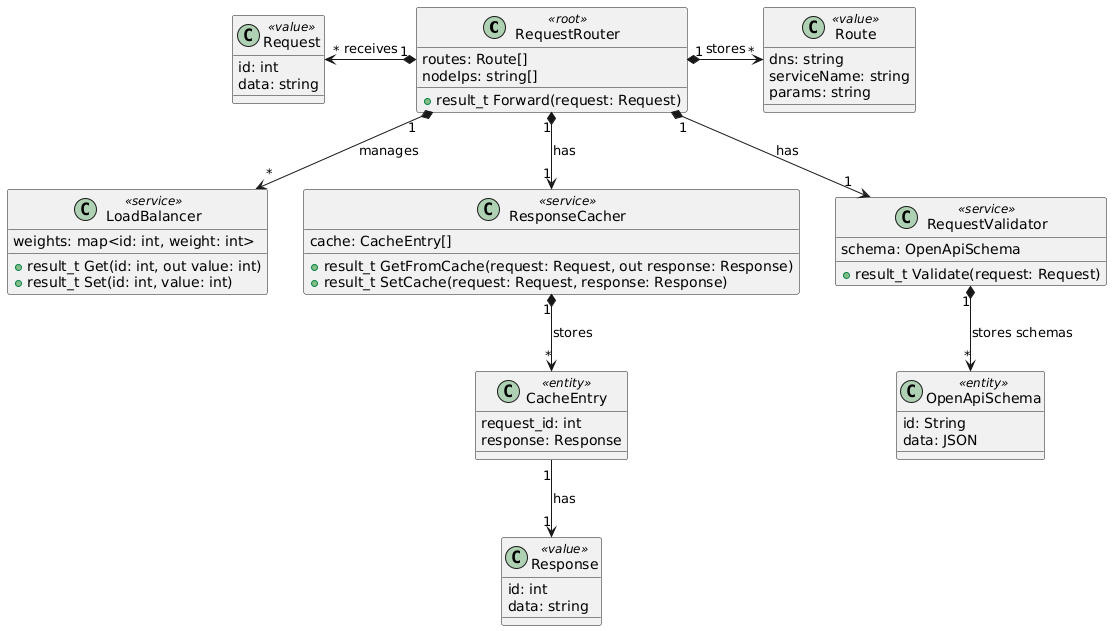 C
«value»
Request
id: int
data: string
* receives 1
C
«root»
RequestRouter
routes: Route[]
nodeIps: string[]
result_t Forward(request: Request)
1 stores *
C
«value»
Route
dns: string
serviceName: string
params: string
1
manages
*
1
has
1
1
has
1
C
«service»
LoadBalancer
weights: map<id: int, weight: int>
result_t Get(id: int, out value: int)
result_t Set(id: int, value: int)
C
«service»
ResponseCacher
cache: CacheEntry[]
result_t GetFromCache(request: Request, out response: Response)
result_t SetCache(request: Request, response: Response)
C
«service»
RequestValidator
schema: OpenApiSchema
result_t Validate(request: Request)
1
stores
*
1
stores schemas
*
C
«entity»
CacheEntry
request_id: int
response: Response
C
«entity»
OpenApiSchema
id: String
data: JSON
1
has
1
C
«value»
Response
id: int
data: string